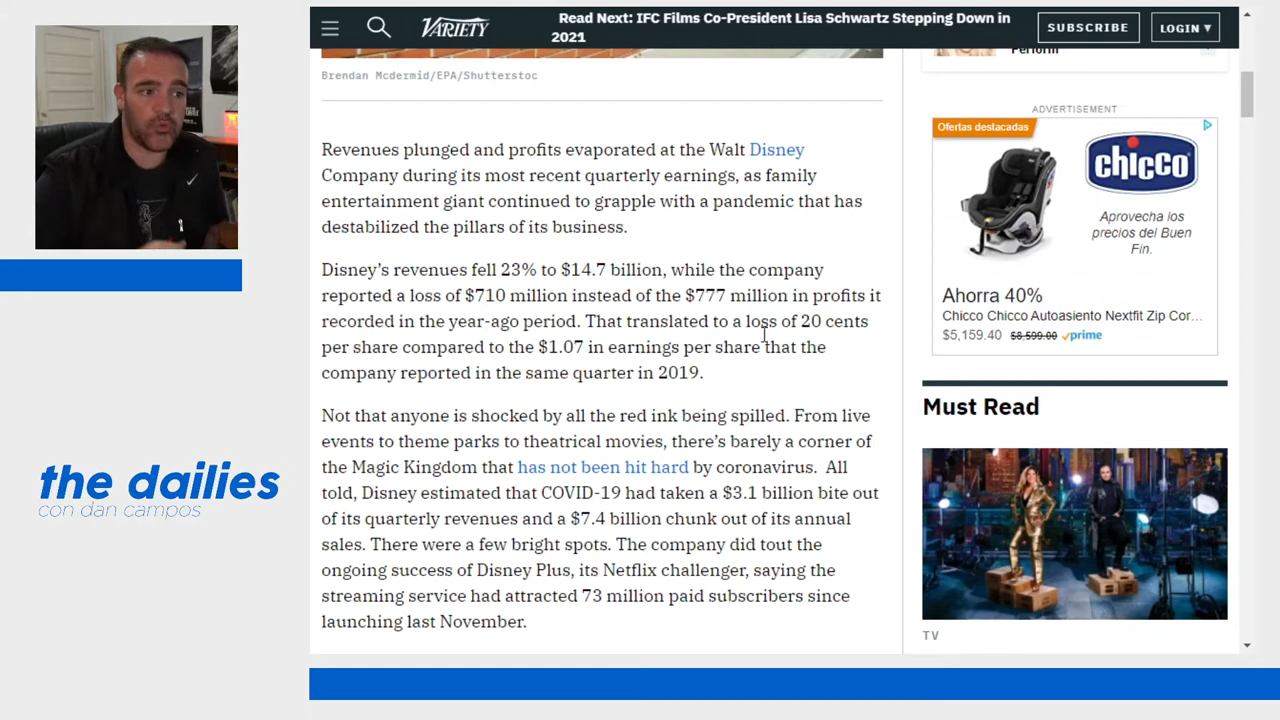 VARIETY
Read Next: IFC Films Co-President Lisa Schwartz Stepping Down in
2021
SUBSCRIBE
LOGIN ▾
Brendan Mcdermid/EPA/Shutterstoc
Revenues plunged and profits evaporated at the Walt Disney
Company during its most recent quarterly earnings, as family
entertainment giant continued to grapple with a pandemic that has
destabilized the pillars of its business.
Disney’s revenues fell 23% to $14.7 billion, while the company
reported a loss of $710 million instead of the $777 million in profits it
recorded in the year-ago period. That translated to a loss of 20 cents
per share compared to the $1.07 in earnings per share that the
company reported in the same quarter in 2019.
Not that anyone is shocked by all the red ink being spilled. From live
events to theme parks to theatrical movies, there’s barely a corner of
the Magic Kingdom that has not been hit hard by coronavirus. All
told, Disney estimated that COVID-19 had taken a $3.1 billion bite out
of its quarterly revenues and a $7.4 billion chunk out of its annual
sales. There were a few bright spots. The company did tout the
ongoing success of Disney Plus, its Netflix challenger, saying the
streaming service had attracted 73 million paid subscribers since
launching last November.
Perform
ADVERTISEMENT
Ofertas destacadas
chicco
Aprovecha los
precios del Buen
Fin.
Ahorra 40%
Chicco Chicco Autoasiento Nextfit Zip Cor...
$5,159.40 $8,599.00 prime
Must Read
TV
the dailies
con dan campos